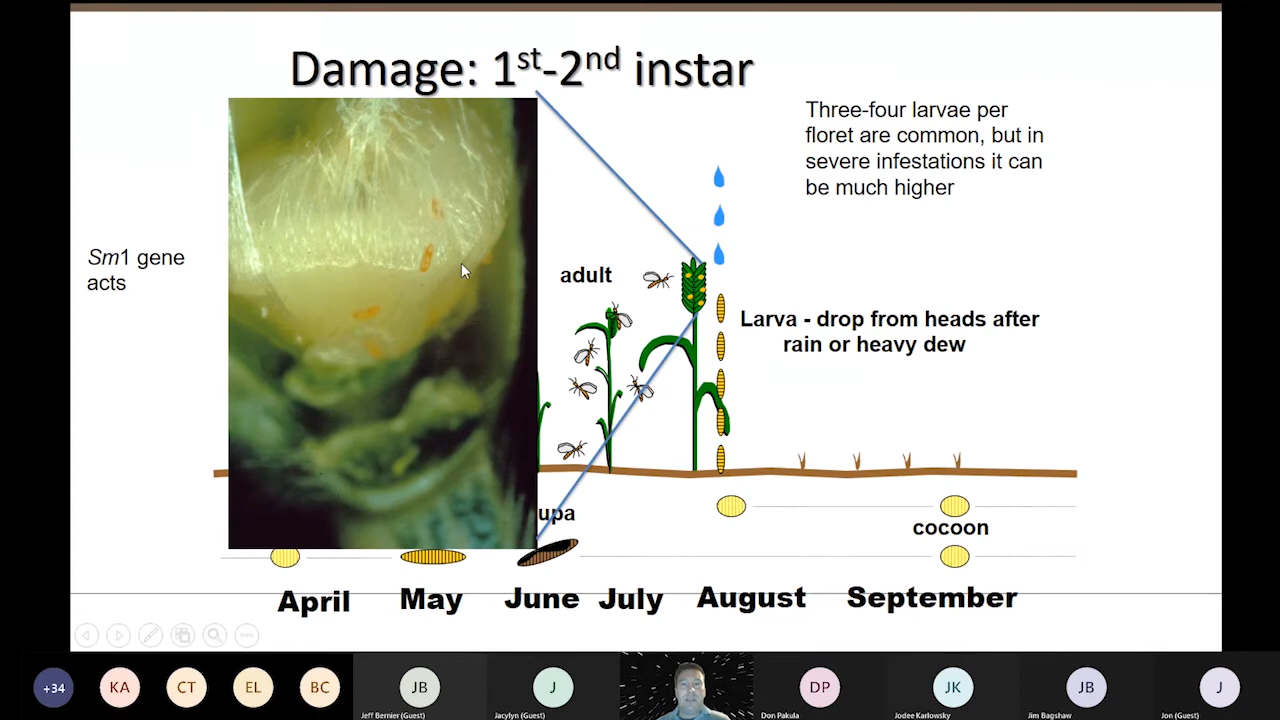 Damage: 1st-2nd instar
Three-four larvae per
floret are common, but in
severe infestations it can
be much higher
Sm1 gene
acts
adult
Larva - drop from heads after
rain or heavy dew
upa
cocoon
April May June July August September
+34 KA CT EL BC JB J DP JK JB J
Jeff Bernier (Guest) Jacylyn (Guest) Don Pakula Jodee Karlowsky Jim Bagshaw Jon (Guest)